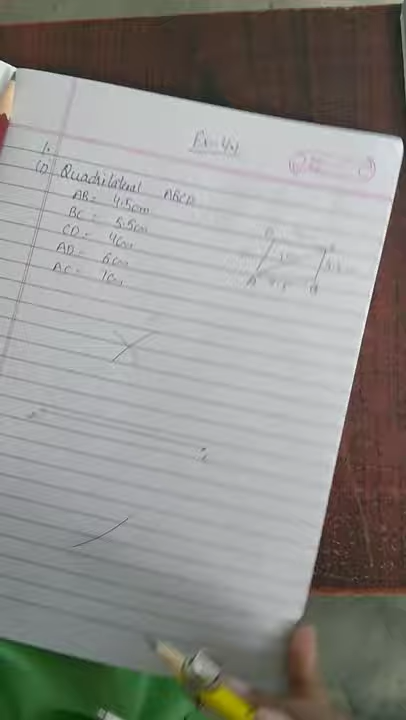 Ex-4.1
1.
(i) Quadrilateral ABCD
AB = 4.5cm
BC = 5.5cm
CD = 4cm
AD = 6cm
AC = 7cm